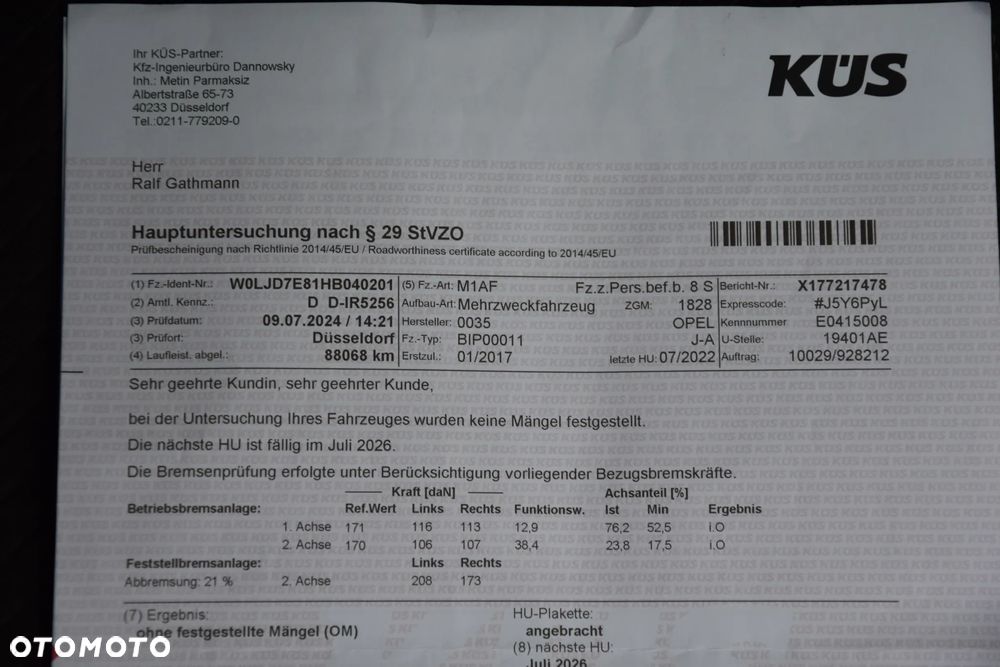 Ihr KÜS-Partner:
Kfz-Ingenieurbüro Dannowsky
Inh.: Metin Parmaksiz
Albertstraße 65-73
40233 Düsseldorf
Tel.:0211-779209-0
KÜS
Herr
Ralf Gathmann
Hauptuntersuchung nach § 29 StVZO
Prüfbescheinigung nach Richtlinie 2014/45/EU / Roadworthiness certificate according to 2014/45/EU
(1) Fz.-Ident-Nr.: W0LJD7E81HB040201 (5) Fz.-Art: M1AF Fz.z.Pers.bef.b. 8 S Bericht-Nr.: X177217478
(2) Amtl. Kennz.: D D-IR5256 Aufbau-Art: Mehrzweckfahrzeug ZGM: 1828 Expresscode: #J5Y6PyL
(3) Prüfdatum: 09.07.2024 / 14:21 Hersteller: 0035 OPEL Kennnummer E0415008
(3) Prüfort: Düsseldorf Fz.-Typ: BIP00011 J-A U-Stelle: 19401AE
(4) Laufleist. abgel.: 88068 km Erstzul.: 01/2017 letzte HU: 07/2022 Auftrag: 10029/928212
Sehr geehrte Kundin, sehr geehrter Kunde,
bei der Untersuchung Ihres Fahrzeuges wurden keine Mängel festgestellt.
Die nächste HU ist fällig im Juli 2026.
Die Bremsenprüfung erfolgte unter Berücksichtigung vorliegender Bezugsbremskräfte.
Kraft [daN] Achsanteil [%]
Betriebsbremsanlage: Ref.Wert Links Rechts Funktionsw. Ist Min Ergebnis
1. Achse 171 116 113 12,9 76,2 52,5 i.O
2. Achse 170 106 107 38,4 23,8 17,5 i.O
Feststellbremsanlage: Links Rechts
Abbremsung: 21 % 2. Achse 208 173
(7) Ergebnis: HU-Plakette:
ohne festgestellte Mängel (OM) angebracht
(8) nächste HU:
Juli 2026
OTOMOTO